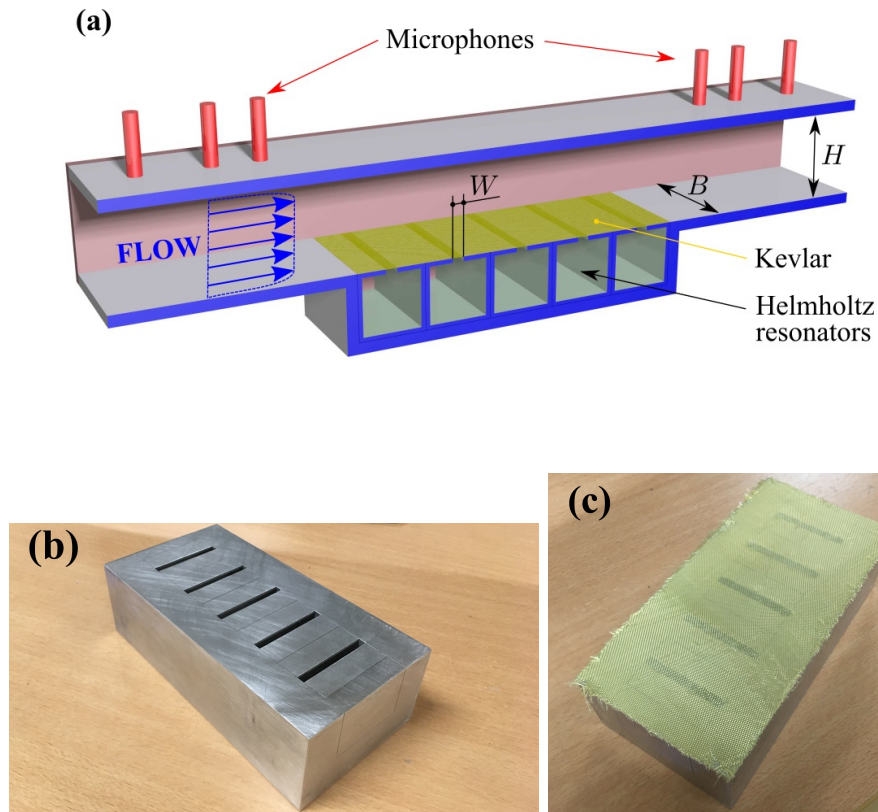 (a)
Microphones
W
B
H
FLOW
Kevlar
Helmholtz
resonators
(b)
(c)